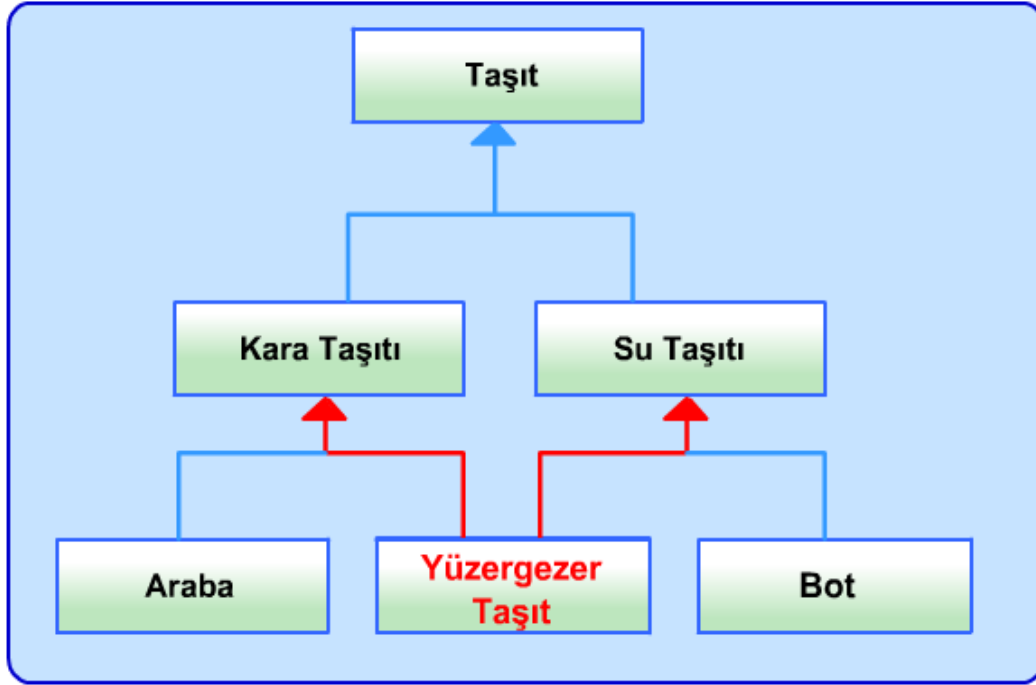 Taşıt
Kara Taşıtı
Su Taşıtı
Araba
Yüzergezer
Taşıt
Bot